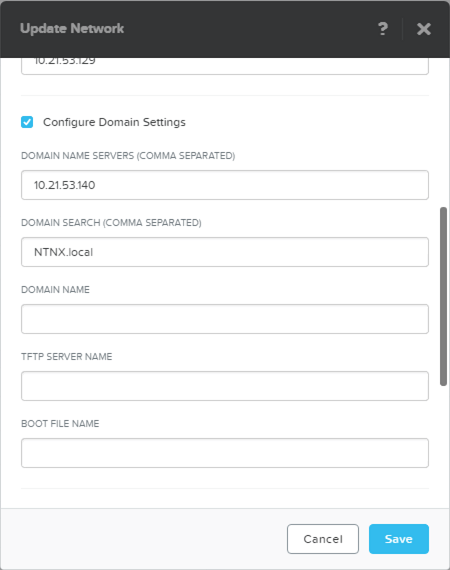 Update Network
?
10.21.53.129
Configure Domain Settings
DOMAIN NAME SERVERS (COMMA SEPARATED)
10.21.53.140
DOMAIN SEARCH (COMMA SEPARATED)
NTNX.local
DOMAIN NAME
TFTP SERVER NAME
BOOT FILE NAME
Cancel Save